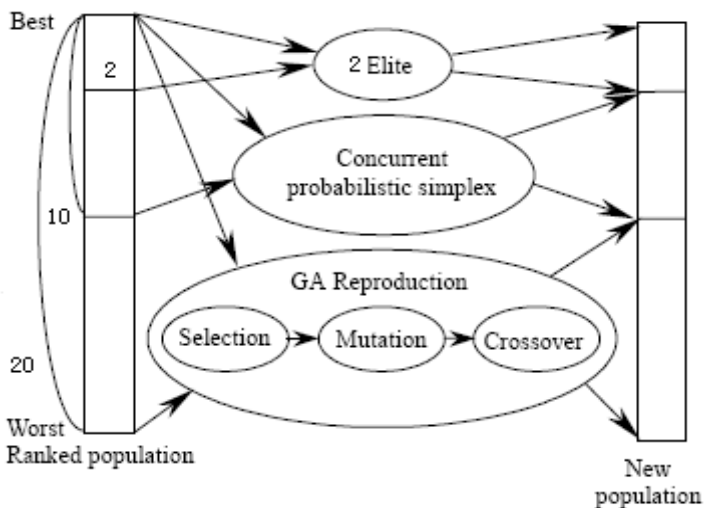 Best
2
2 Elite
Concurrent
probabilistic simplex
10
GA Reproduction
Selection
Mutation
Crossover
20
Worst
Ranked population
New
population